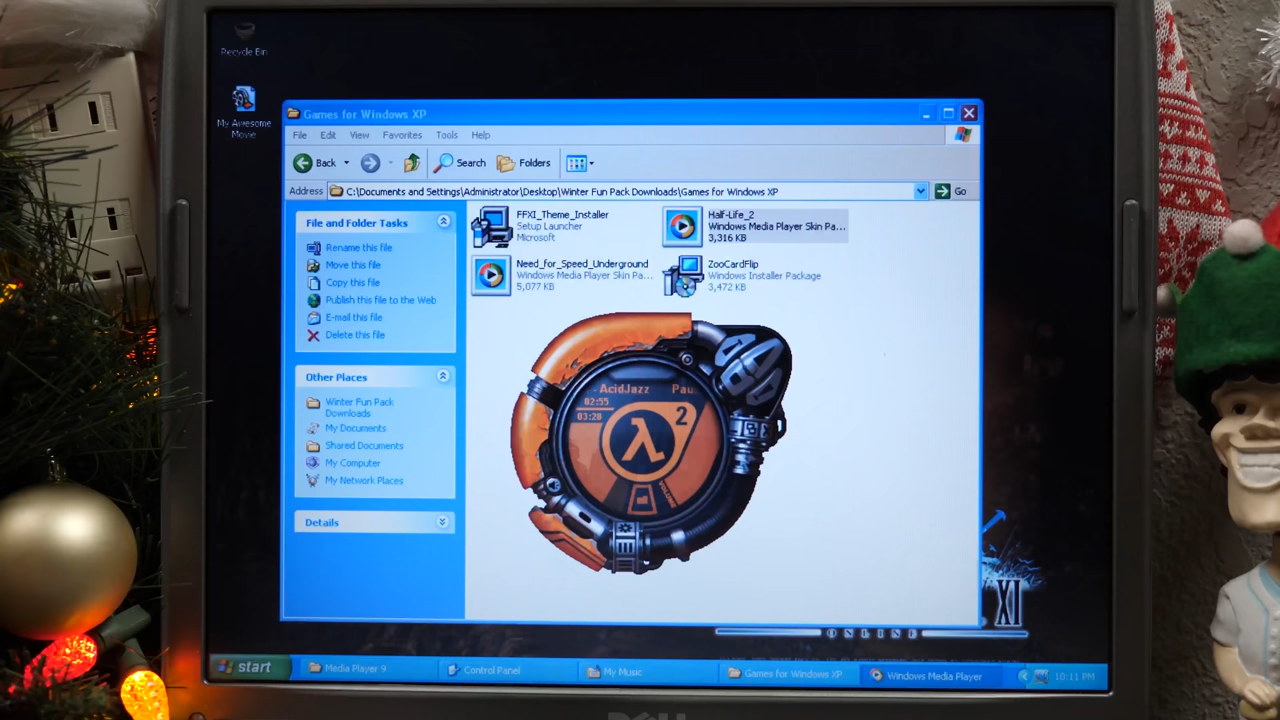 Recycle Bin
My Awesome
Movie
Games for Windows XP
File Edit View Favorites Tools Help
Back Search Folders
Address C:\Documents and Settings\Administrator\Desktop\Winter Fun Pack Downloads\Games for Windows XP Go
File and Folder Tasks
Rename this file
Move this file
Copy this file
Publish this file to the Web
E-mail this file
Delete this file
Other Places
Winter Fun Pack
Downloads
My Documents
Shared Documents
My Computer
My Network Places
Details
FFXI_Theme_Installer
Setup Launcher
Microsoft
Half-Life_2
Windows Media Player Skin Pa...
3,316 KB
Need_for_Speed_Underground
Windows Media Player Skin Pa...
5,077 KB
ZooCardFlip
Windows Installer Package
3,472 KB
- AcidJazz Pau
02:55
03:20
2
λ
VOLUME
XI
ONLINE
start Media Player 9 Control Panel My Music Games for Windows XP Windows Media Player 10:11 PM
DELL